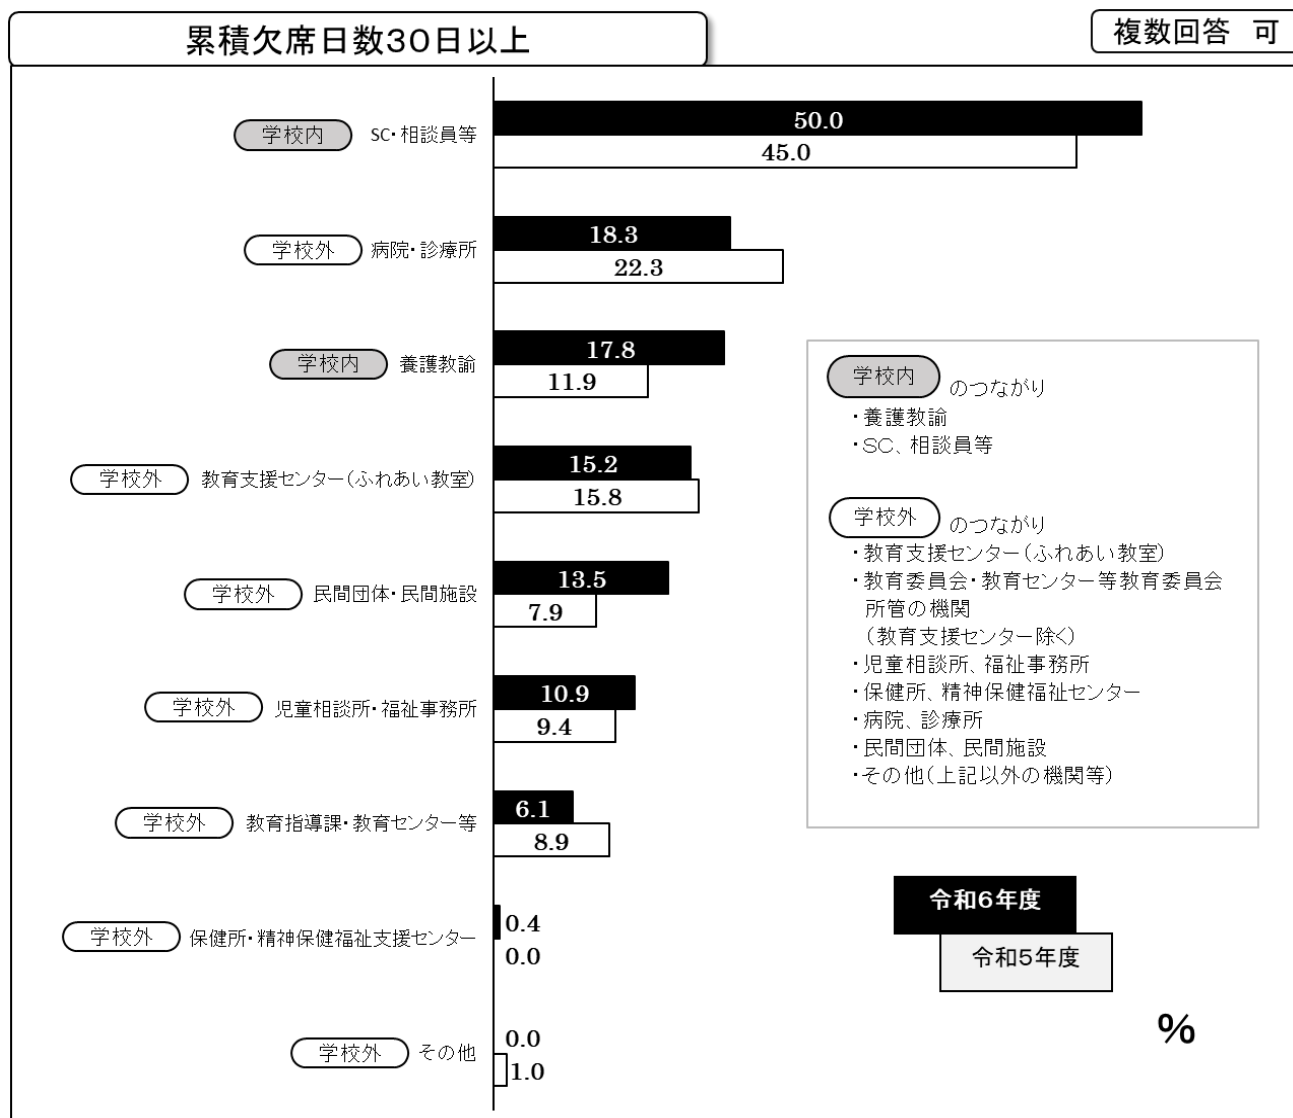 累積欠席日数30日以上
複数回答 可
学校内 SC・相談員等
50.0
45.0
学校外 病院・診療所
18.3
22.3
学校内 養護教諭
17.8
11.9
学校外 教育支援センター(ふれあい教室)
15.2
15.8
学校外 民間団体・民間施設
13.5
7.9
学校外 児童相談所・福祉事務所
10.9
9.4
学校外 教育指導課・教育センター等
6.1
8.9
学校外 保健所・精神保健福祉支援センター
0.4
0.0
学校外 その他
0.0
1.0
学校内 のつながり
・養護教諭
・SC、相談員等
学校外 のつながり
・教育支援センター(ふれあい教室)
・教育委員会・教育センター等教育委員会
所管の機関
(教育支援センター除く)
・児童相談所、福祉事務所
・保健所、精神保健福祉センター
・病院、診療所
・民間団体、民間施設
・その他(上記以外の機関等)
令和6年度
令和5年度
%